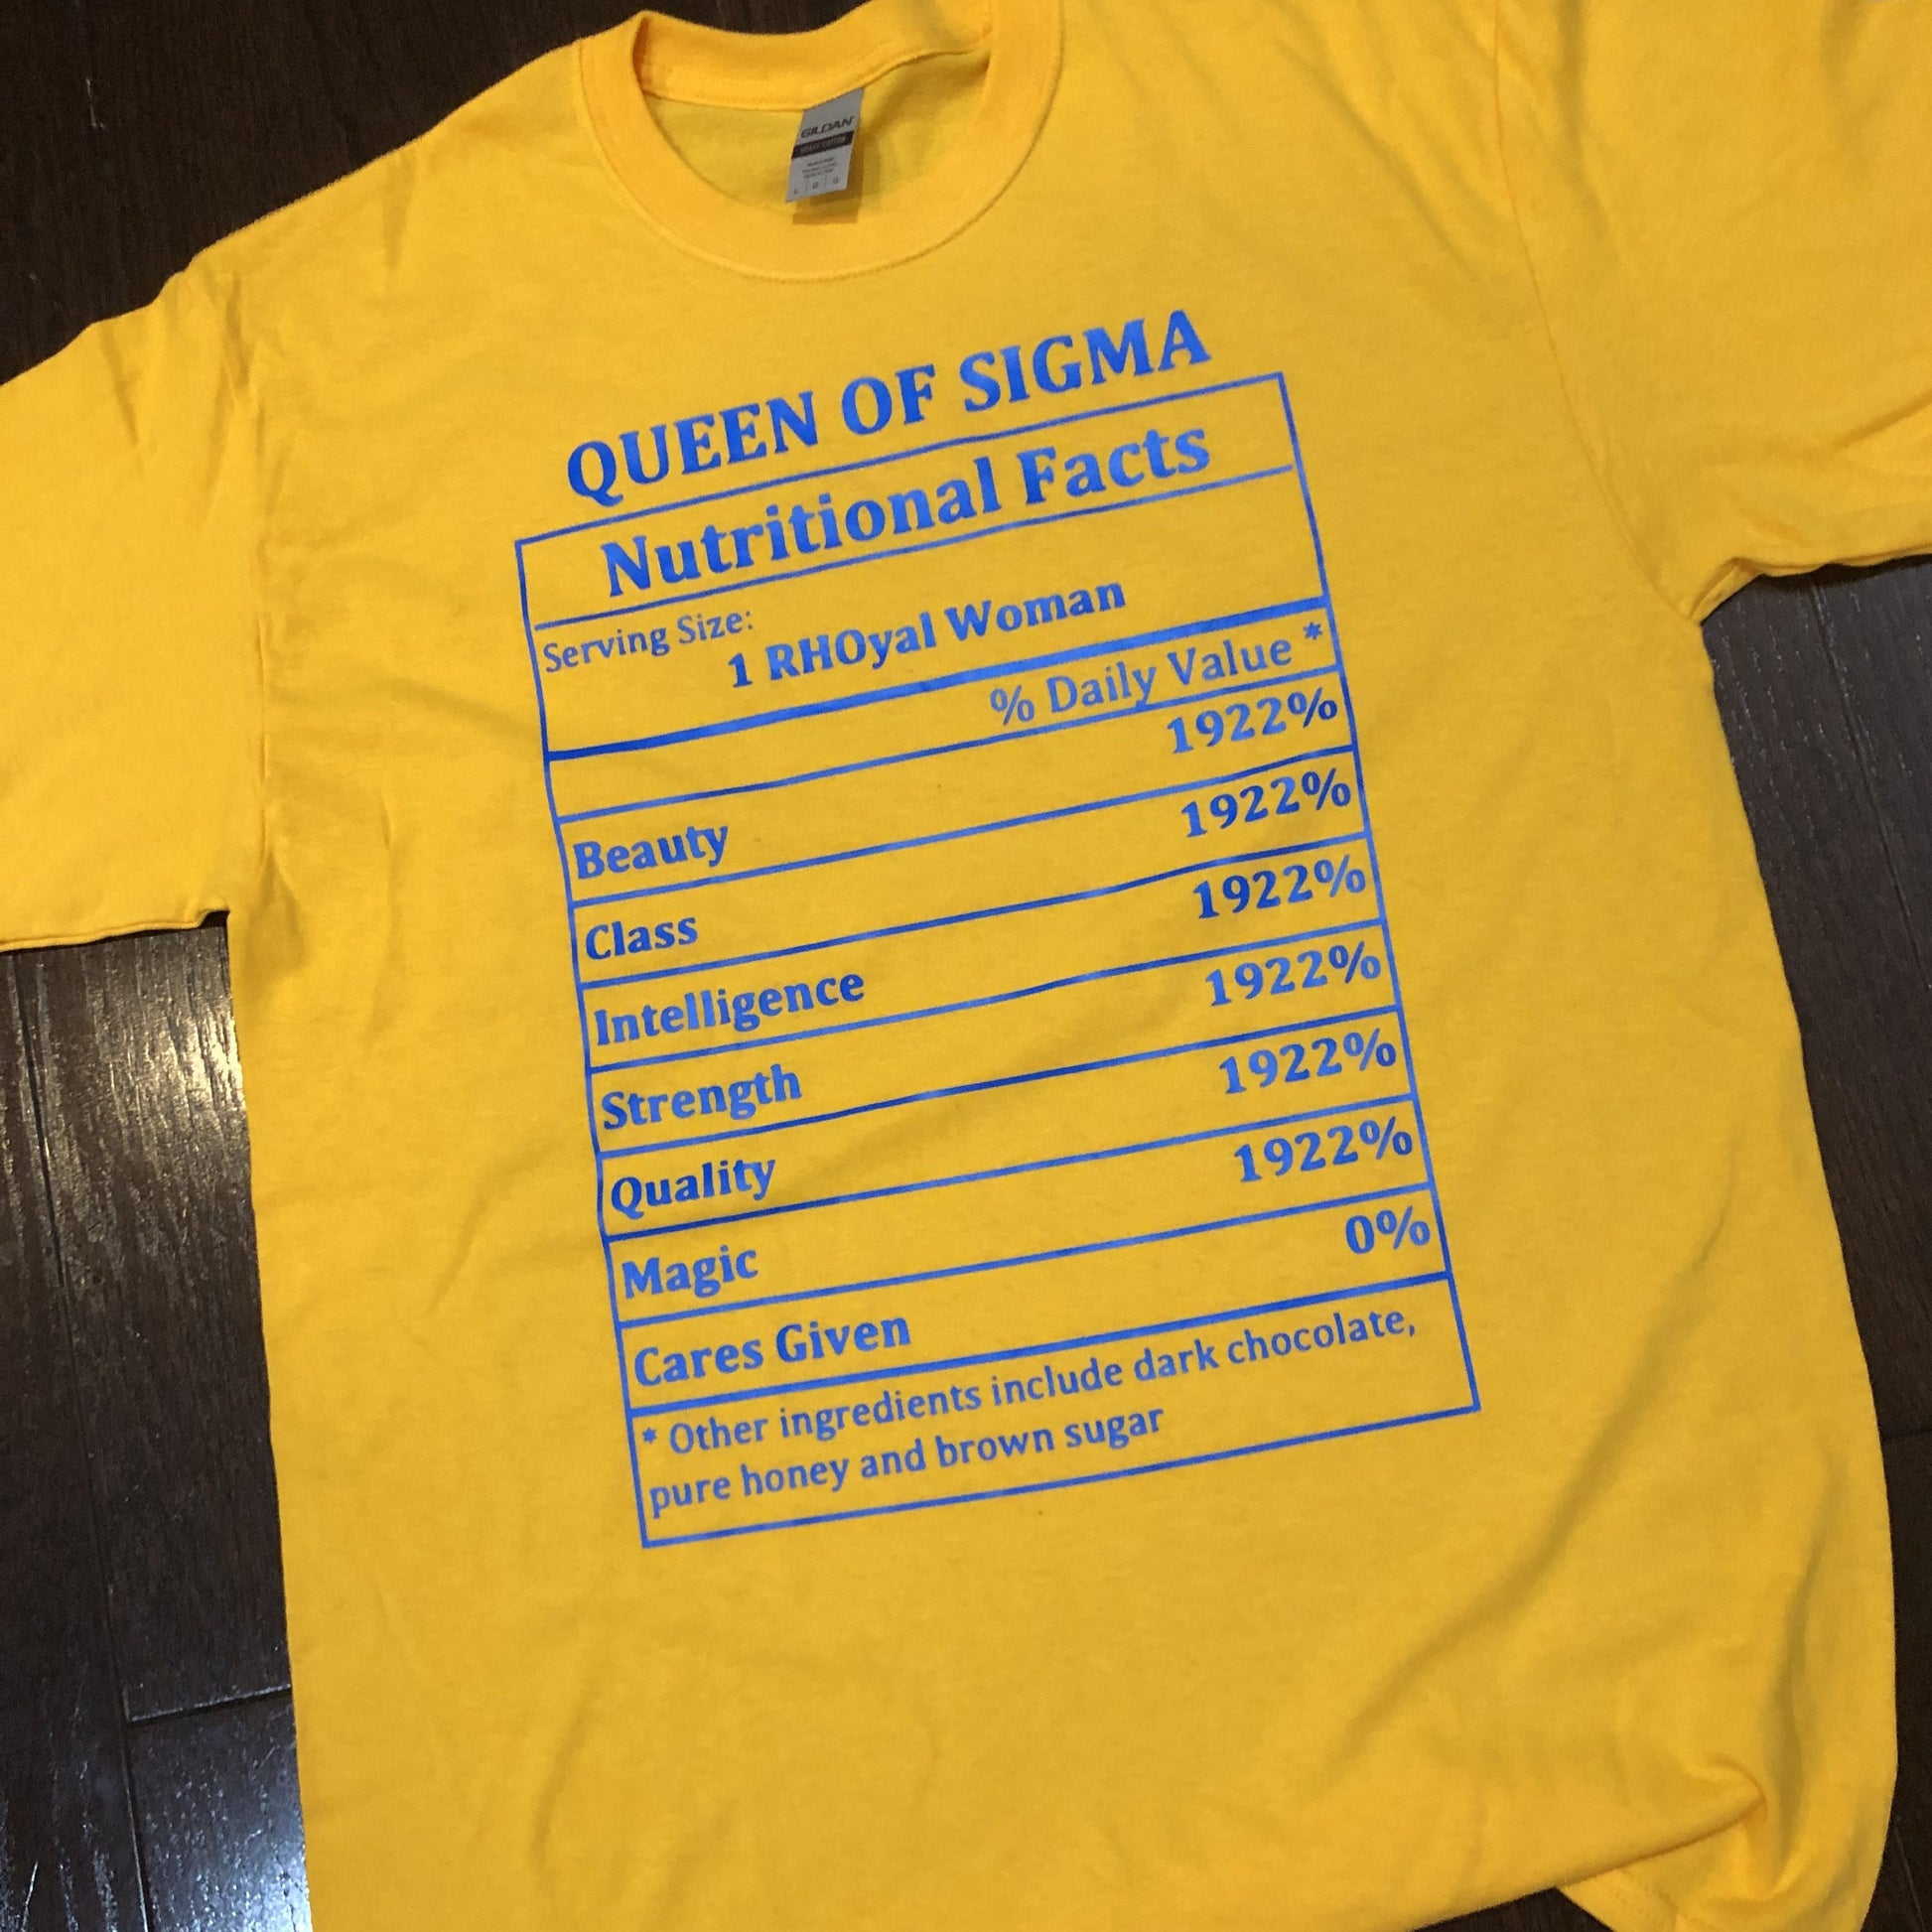 GILDAN
HEAVY COTTON
QUEEN OF SIGMA
Nutritional Facts
Serving Size:
1 RHOyal Woman
% Daily Value *
Beauty 1922%
Class 1922%
Intelligence 1922%
Strength 1922%
Quality 1922%
Magic 1922%
Cares Given 0%
* Other ingredients include dark chocolate,
pure honey and brown sugar